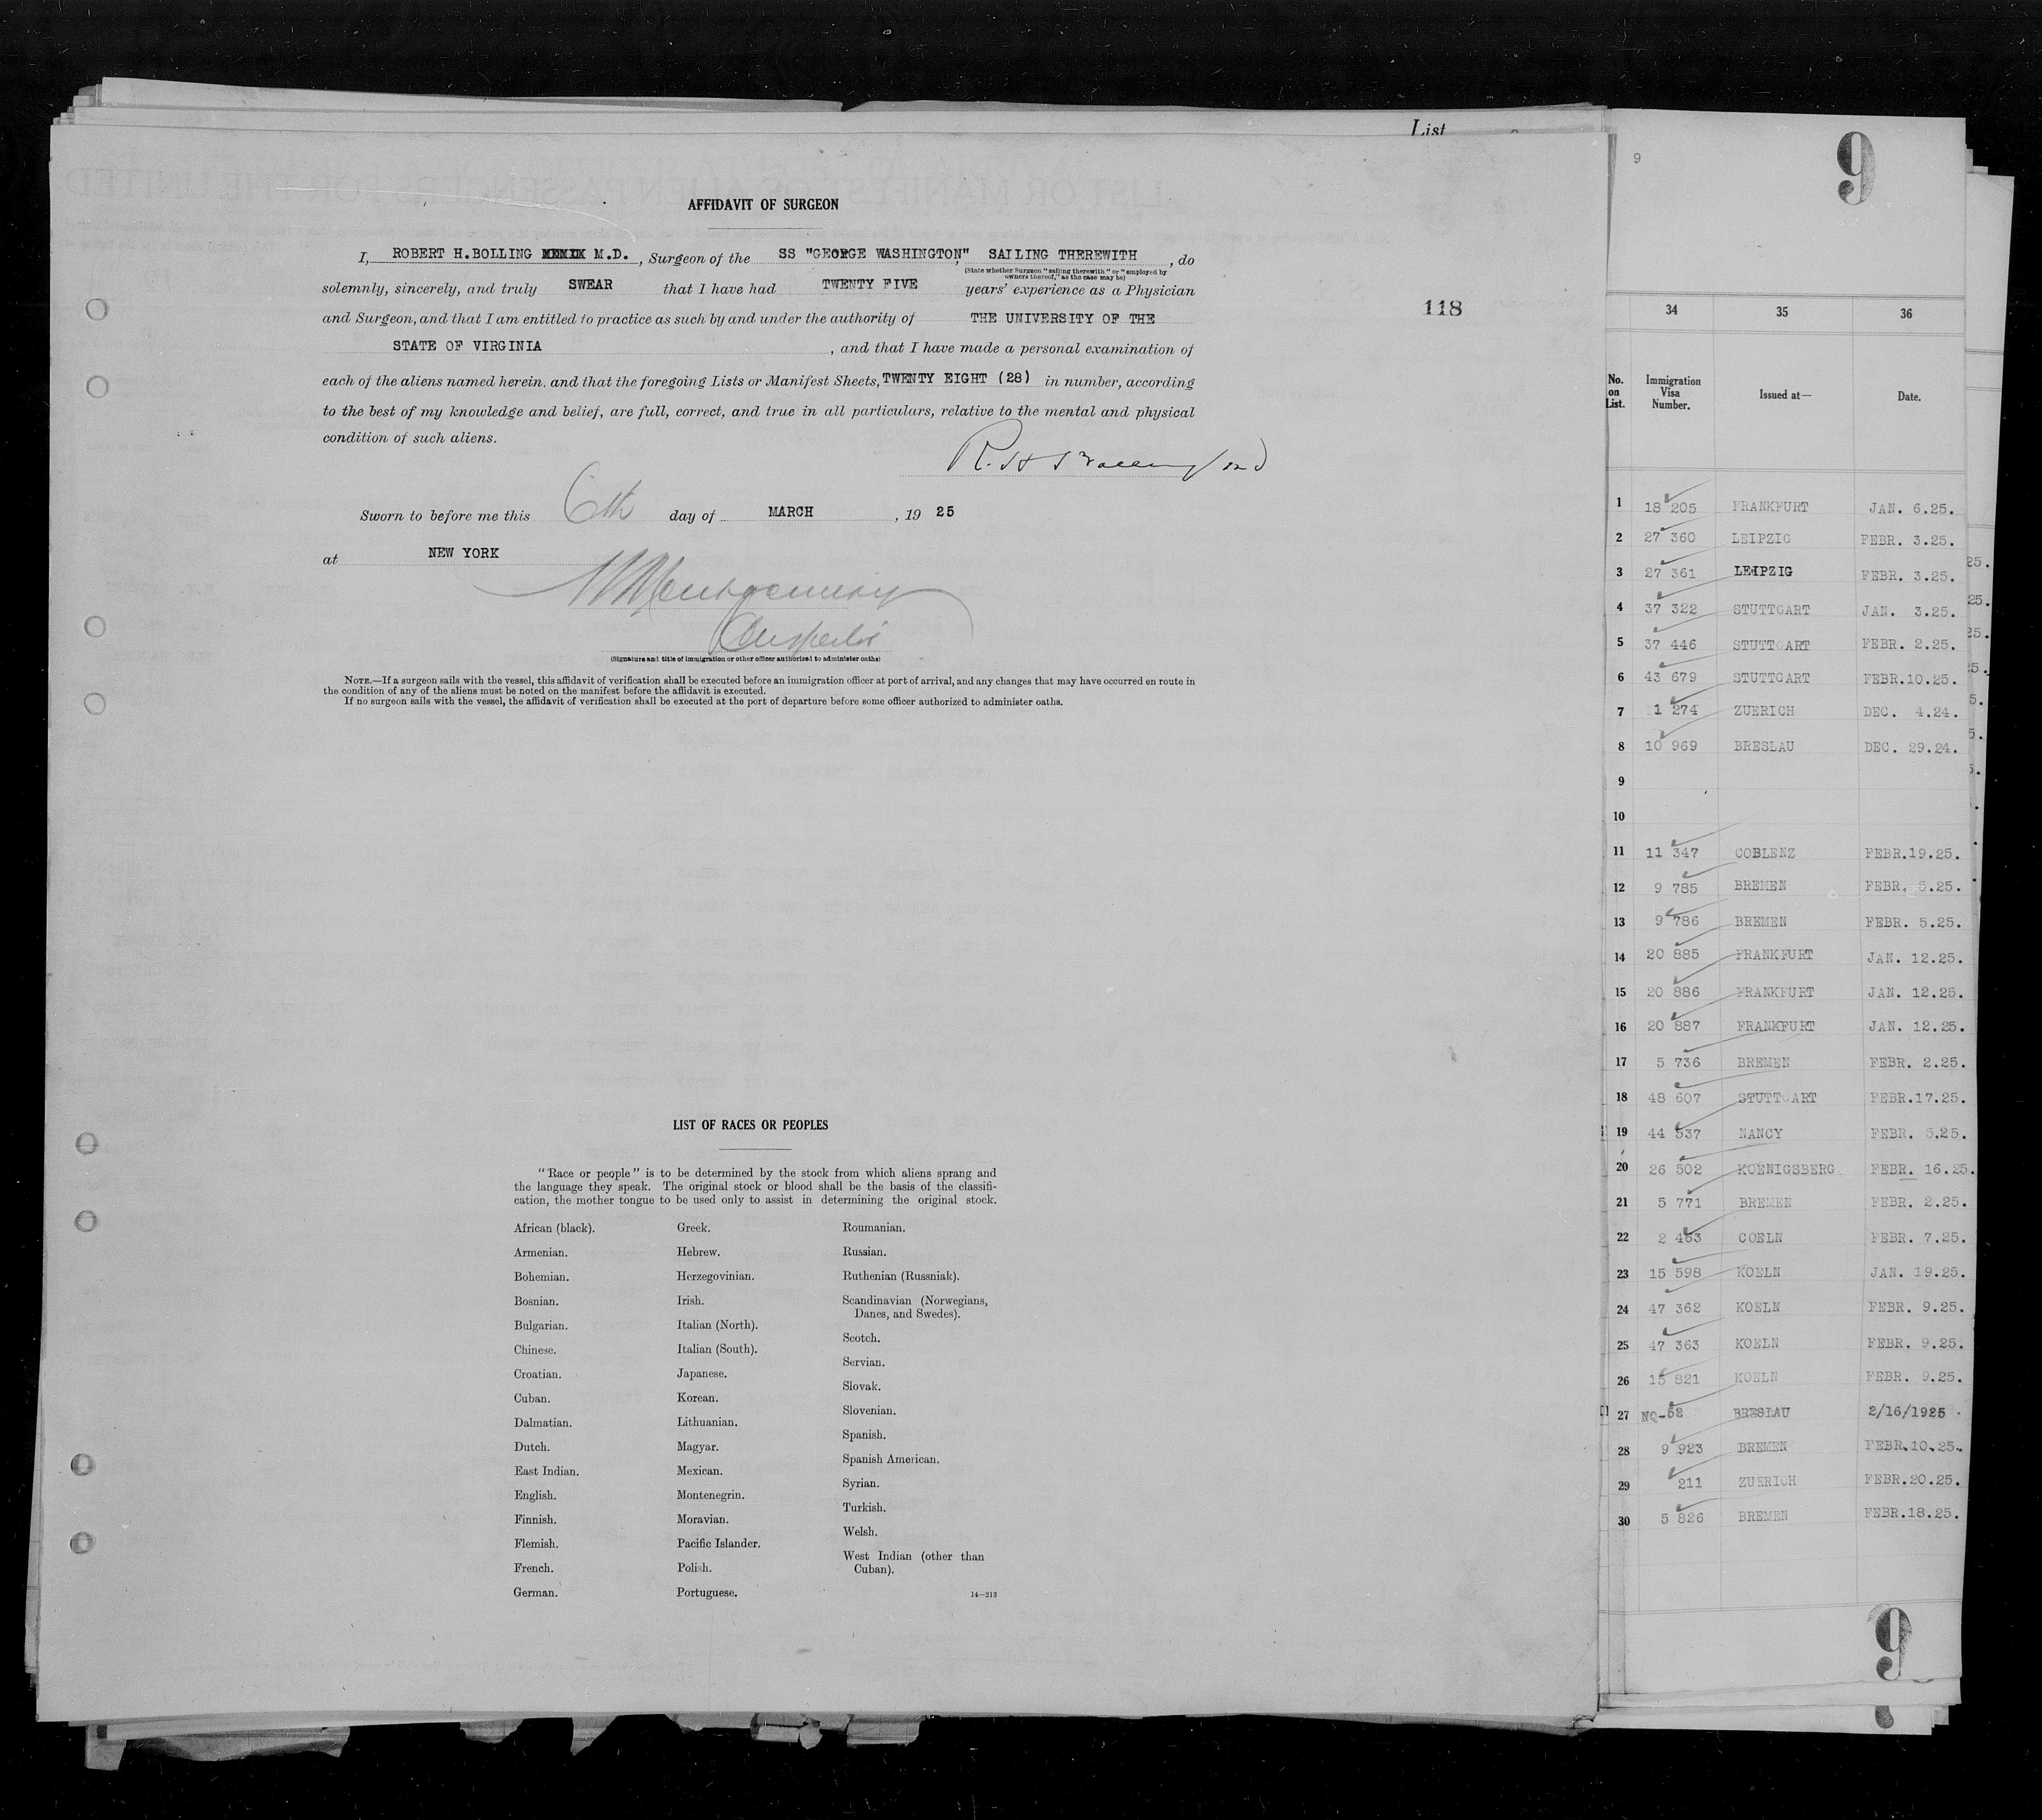 List
AFFIDAVIT OF SURGEON
I, ROBERT H.BOLLING M.D. , Surgeon of the SS "GEORGE WASHINGTON", SAILING THEREWITH , do
(State whether Surgeon "sailing therewith" or "employed by
owners thereof," as the case may be)
solemnly, sincerely, and truly SWEAR that I have had TWENTY FIVE years' experience as a Physician
and Surgeon, and that I am entitled to practice as such by and under the authority of THE UNIVERSITY OF THE
STATE OF VIRGINIA , and that I have made a personal examination of
each of the aliens named herein. and that the foregoing Lists or Manifest Sheets, TWENTY EIGHT (28) in number, according
to the best of my knowledge and belief, are full, correct, and true in all particulars, relative to the mental and physical
condition of such aliens.
R. H Bolling md
Sworn to before me this 6th day of MARCH , 19 25
at NEW YORK
Montgomery
(Signature and title of immigration or other officer authorized to administer oaths)
NOTE.—If a surgeon sails with the vessel, this affidavit of verification shall be executed before an immigration officer at port of arrival, and any changes that may have occurred en route in
the condition of any of the aliens must be noted on the manifest before the affidavit is executed.
If no surgeon sails with the vessel, the affidavit of verification shall be executed at the port of departure before some officer authorized to administer oaths.
118
LIST OF RACES OR PEOPLES
"Race or people" is to be determined by the stock from which aliens sprang and
the language they speak. The original stock or blood shall be the basis of the classifi-
cation, the mother tongue to be used only to assist in determining the original stock.
African (black).
Armenian.
Bohemian.
Bosnian.
Bulgarian.
Chinese.
Croatian.
Cuban.
Dalmatian.
Dutch.
East Indian.
English.
Finnish.
Flemish.
French.
German.
Greek.
Hebrew.
Herzegovinian.
Irish.
Italian (North).
Italian (South).
Japanese.
Korean.
Lithuanian.
Magyar.
Mexican.
Montenegrin.
Moravian.
Pacific Islander.
Polish.
Portuguese.
Roumanian.
Russian.
Ruthenian (Russniak).
Scandinavian (Norwegians,
Danes, and Swedes).
Scotch.
Servian.
Slovak.
Slovenian.
Spanish.
Spanish American.
Syrian.
Turkish.
Welsh.
West Indian (other than
Cuban).
14—213
9
9
34 35 36
No. on List. Immigration Visa Number. Issued at— Date.
1 18 205 FRANKFURT JAN. 6.25.
2 27 360 LEIPZIG FEBR. 3.25.
3 27 361 LEIPZIG FEBR. 3.25.
4 37 322 STUTTGART JAN. 3.25.
5 37 446 STUTTGART FEBR. 2.25.
6 43 679 STUTTGART FEBR.10.25.
7 1 274 ZUERICH DEC. 4.24.
8 10 969 BRESLAU DEC. 29.24.
9
10
11 11 347 COBLENZ FEBR.19.25.
12 9 785 BREMEN FEBR. 5.25.
13 9 786 BREMEN FEBR. 5.25.
14 20 885 FRANKFURT JAN. 12.25.
15 20 886 FRANKFURT JAN. 12.25.
16 20 887 FRANKFURT JAN. 12.25.
17 5 736 BREMEN FEBR. 2.25.
18 48 607 STUTTGART FEBR.17.25.
19 44 537 NANCY FEBR. 5.25.
20 26 502 KOENIGSBERG FEBR. 16.25.
21 5 771 BREMEN FEBR. 2.25.
22 2 463 COELN FEBR. 7.25.
23 15 598 KOELN JAN. 19.25.
24 47 362 KOELN FEBR. 9.25.
25 47 363 KOELN FEBR. 9.25.
26 15 821 KOELN FEBR. 9.25.
27 NQ-52 BRESLAU 2/16/1925
28 9 923 BREMEN FEBR.10.25.
29 211 ZUERICH FEBR.20.25.
30 5 826 BREMEN FEBR.18.25.
9